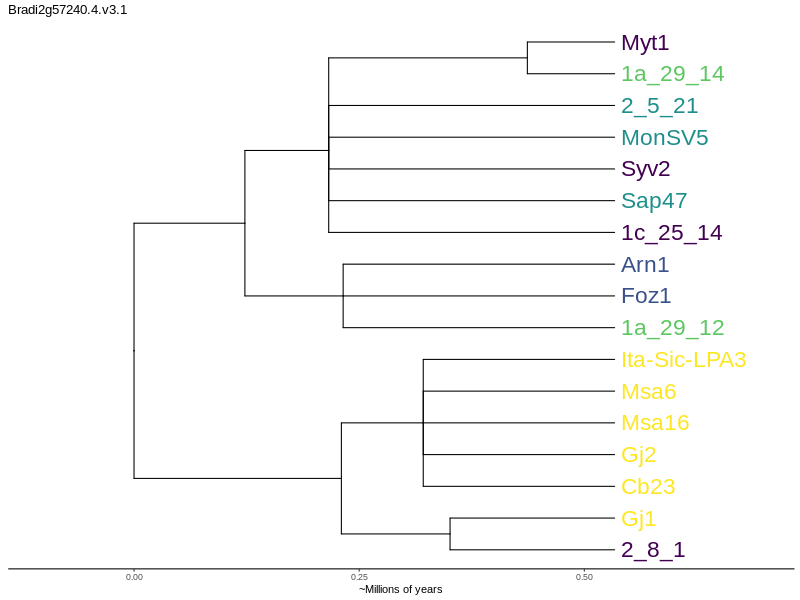 Bradi2g57240.4.v3.1
Myt1
1a_29_14
2_5_21
MonSV5
Syv2
Sap47
1c_25_14
Arn1
Foz1
1a_29_12
Ita-Sic-LPA3
Msa6
Msa16
Gj2
Cb23
Gj1
2_8_1
0.00 0.25 0.50
~Millions of years